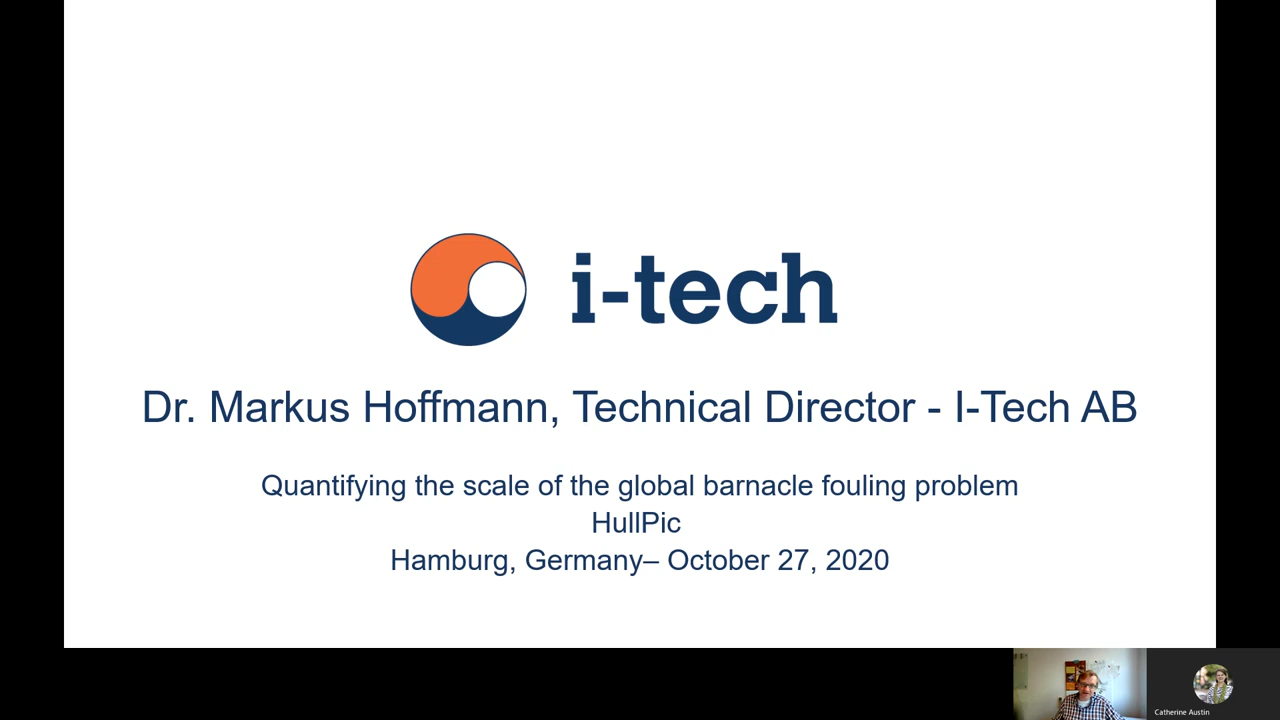 i-tech
Dr. Markus Hoffmann, Technical Director - I-Tech AB
Quantifying the scale of the global barnacle fouling problem
HullPic
Hamburg, Germany– October 27, 2020
Catherine Austin